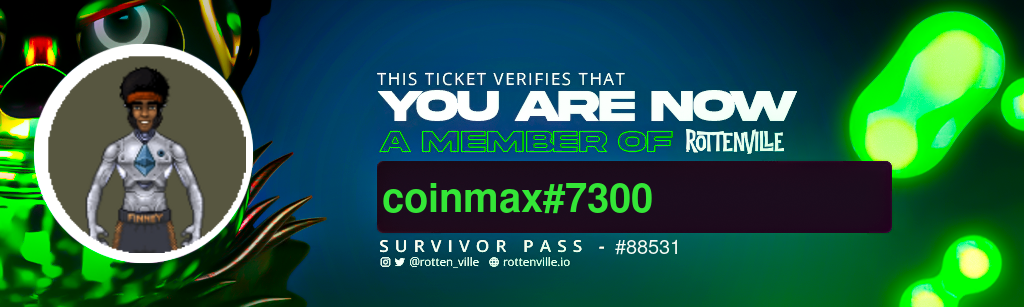 THIS TICKET VERIFIES THAT
YOU ARE NOW
A MEMBER OF ROTTENVILLE
coinmax#7300
SURVIVOR PASS - #88531
@rotten_ville rottenville.io
FINNEY